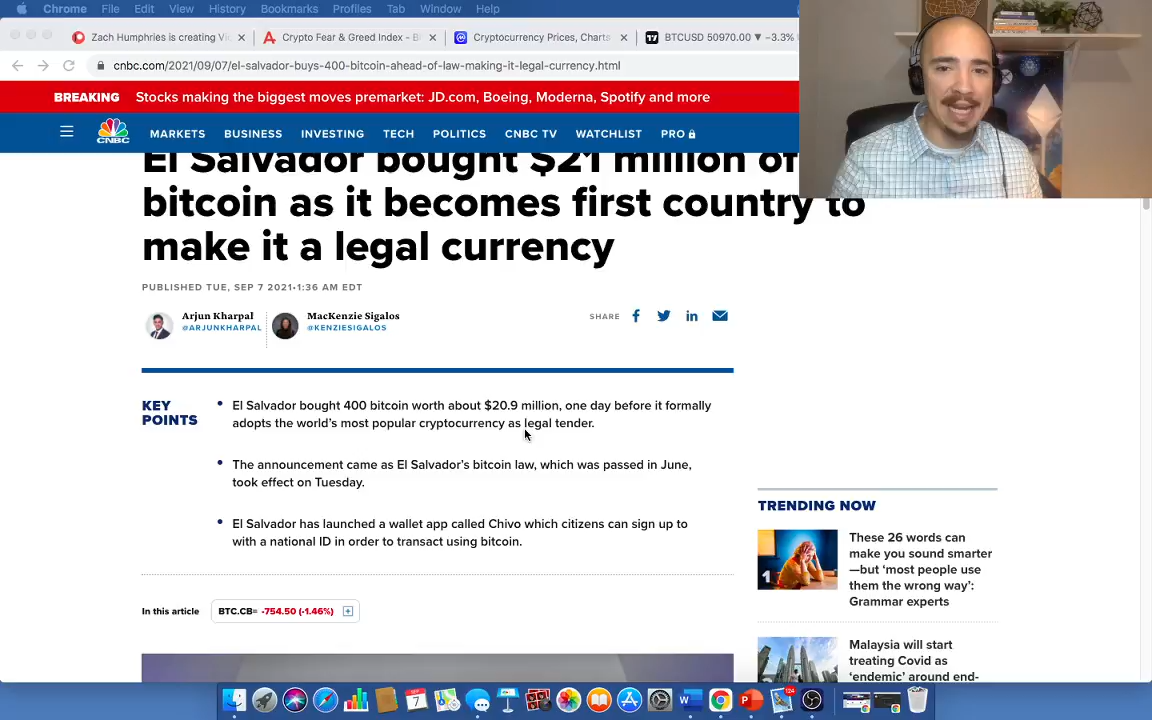 Chrome File Edit View History Bookmarks Profiles Tab Window Help
Zach Humphries is creating Vi
Crypto Fear & Greed Index - B
Cryptocurrency Prices, Charts
BTCUSD 50970.00 ▼ −3.3%
cnbc.com/2021/09/07/el-salvador-buys-400-bitcoin-ahead-of-law-making-it-legal-currency.html
BREAKING Stocks making the biggest moves premarket: JD.com, Boeing, Moderna, Spotify and more
CNBC
MARKETS BUSINESS INVESTING TECH POLITICS CNBC TV WATCHLIST PRO
El Salvador bought $21 million of
bitcoin as it becomes first country to
make it a legal currency
PUBLISHED TUE, SEP 7 2021•1:36 AM EDT
Arjun Kharpal
@ARJUNKHARPAL
MacKenzie Sigalos
@KENZIESIGALOS
SHARE
KEY
POINTS
El Salvador bought 400 bitcoin worth about $20.9 million, one day before it formally
adopts the world's most popular cryptocurrency as legal tender.
The announcement came as El Salvador's bitcoin law, which was passed in June,
took effect on Tuesday.
El Salvador has launched a wallet app called Chivo which citizens can sign up to
with a national ID in order to transact using bitcoin.
In this article BTC.CB= -754.50 (-1.46%)
TRENDING NOW
1
These 26 words can
make you sound smarter
—but 'most people use
them the wrong way':
Grammar experts
Malaysia will start
treating Covid as
'endemic' around end-
SEP
7
124